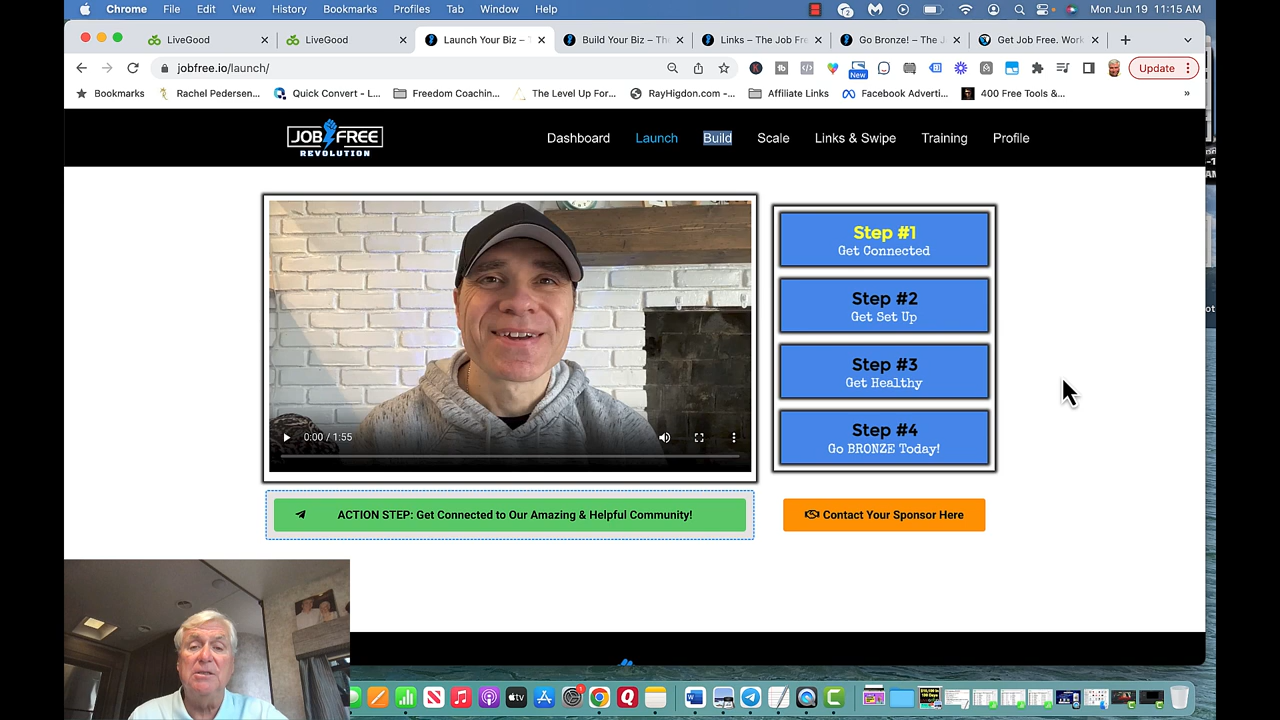 Chrome File Edit View History Bookmarks Profiles Tab Window Help
2
Mon Jun 19 11:15 AM
LiveGood
LiveGood
Launch Your Biz –
Build Your Biz – The
Links – The Job Fre
Go Bronze! – The J
Get Job Free. Work
jobfree.io/launch/
New
Update
Bookmarks
Rachel Pedersen...
Quick Convert - L...
Freedom Coachin...
The Level Up For...
RayHigdon.com -...
Affiliate Links
Facebook Adverti...
400 Free Tools &...
»
JOB FREE
REVOLUTION
Dashboard Launch Build Scale Links & Swipe Training Profile
Step #1
Get Connected
Step #2
Get Set Up
Step #3
Get Healthy
Step #4
Go BRONZE Today!
0:00 / 1:55
ACTION STEP: Get Connected to Our Amazing & Helpful Community!
Contact Your Sponsor Here
tv